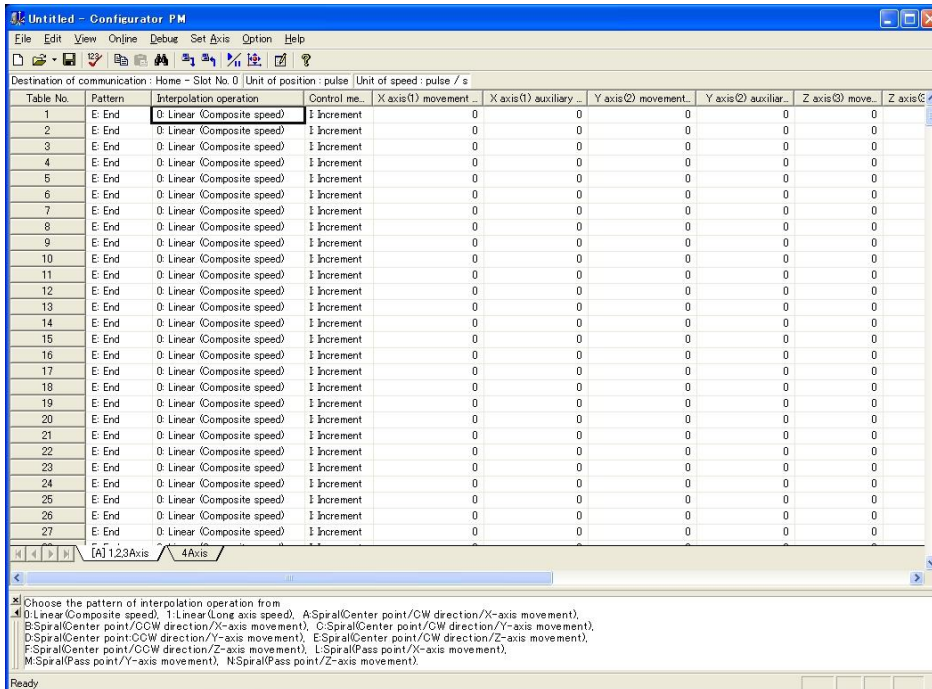 Untitled - Configurator PM
File Edit View Online Debug Set Axis Option Help
Destination of communication : Home - Slot No. 0 Unit of position : pulse Unit of speed : pulse / s
Table No. Pattern Interpolation operation Control me... X axis(1) movement ... X axis(1) auxiliary ... Y axis(2) movement... Y axis(2) auxiliar... Z axis(3) move... Z axis(3
1 E: End 0: Linear (Composite speed) I: Increment 0 0 0 0 0
2 E: End 0: Linear (Composite speed) I: Increment 0 0 0 0 0
3 E: End 0: Linear (Composite speed) I: Increment 0 0 0 0 0
4 E: End 0: Linear (Composite speed) I: Increment 0 0 0 0 0
5 E: End 0: Linear (Composite speed) I: Increment 0 0 0 0 0
6 E: End 0: Linear (Composite speed) I: Increment 0 0 0 0 0
7 E: End 0: Linear (Composite speed) I: Increment 0 0 0 0 0
8 E: End 0: Linear (Composite speed) I: Increment 0 0 0 0 0
9 E: End 0: Linear (Composite speed) I: Increment 0 0 0 0 0
10 E: End 0: Linear (Composite speed) I: Increment 0 0 0 0 0
11 E: End 0: Linear (Composite speed) I: Increment 0 0 0 0 0
12 E: End 0: Linear (Composite speed) I: Increment 0 0 0 0 0
13 E: End 0: Linear (Composite speed) I: Increment 0 0 0 0 0
14 E: End 0: Linear (Composite speed) I: Increment 0 0 0 0 0
15 E: End 0: Linear (Composite speed) I: Increment 0 0 0 0 0
16 E: End 0: Linear (Composite speed) I: Increment 0 0 0 0 0
17 E: End 0: Linear (Composite speed) I: Increment 0 0 0 0 0
18 E: End 0: Linear (Composite speed) I: Increment 0 0 0 0 0
19 E: End 0: Linear (Composite speed) I: Increment 0 0 0 0 0
20 E: End 0: Linear (Composite speed) I: Increment 0 0 0 0 0
21 E: End 0: Linear (Composite speed) I: Increment 0 0 0 0 0
22 E: End 0: Linear (Composite speed) I: Increment 0 0 0 0 0
23 E: End 0: Linear (Composite speed) I: Increment 0 0 0 0 0
24 E: End 0: Linear (Composite speed) I: Increment 0 0 0 0 0
25 E: End 0: Linear (Composite speed) I: Increment 0 0 0 0 0
26 E: End 0: Linear (Composite speed) I: Increment 0 0 0 0 0
27 E: End 0: Linear (Composite speed) I: Increment 0 0 0 0 0
[A] 1,2,3Axis 4Axis
Choose the pattern of interpolation operation from
0:Linear(Composite speed), 1:Linear(Long axis speed), A:Spiral(Center point/CW direction/X-axis movement),
B:Spiral(Center point/CCW direction/X-axis movement), C:Spiral(Center point/CW direction/Y-axis movement),
D:Spiral(Center point:CCW direction/Y-axis movement), E:Spiral(Center point/CW direction/Z-axis movement),
F:Spiral(Center point/CCW direction/Z-axis movement), L:Spiral(Pass point/X-axis movement),
M:Spiral(Pass point/Y-axis movement), N:Spiral(Pass point/Z-axis movement).
Ready